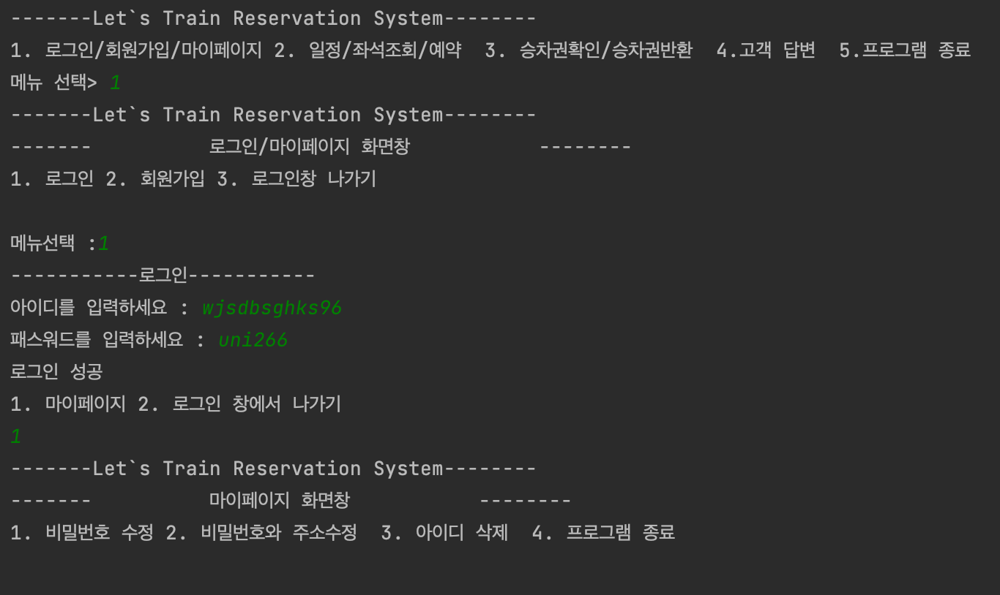 -------Let`s Train Reservation System--------
1. 로그인/회원가입/마이페이지 2. 일정/좌석조회/예약  3. 승차권확인/승차권반환  4.고객 답변  5.프로그램 종료
메뉴 선택> 1
-------Let`s Train Reservation System--------
-------          로그인/마이페이지 화면창           --------
1. 로그인 2. 회원가입 3. 로그인창 나가기
메뉴선택 :1
-----------로그인-----------
아이디를 입력하세요 : wjsdbsghks96
패스워드를 입력하세요 : uni266
로그인 성공
1. 마이페이지 2. 로그인 창에서 나가기
1
-------Let`s Train Reservation System--------
-------          마이페이지 화면창           --------
1. 비밀번호 수정 2. 비밀번호와 주소수정  3. 아이디 삭제  4. 프로그램 종료